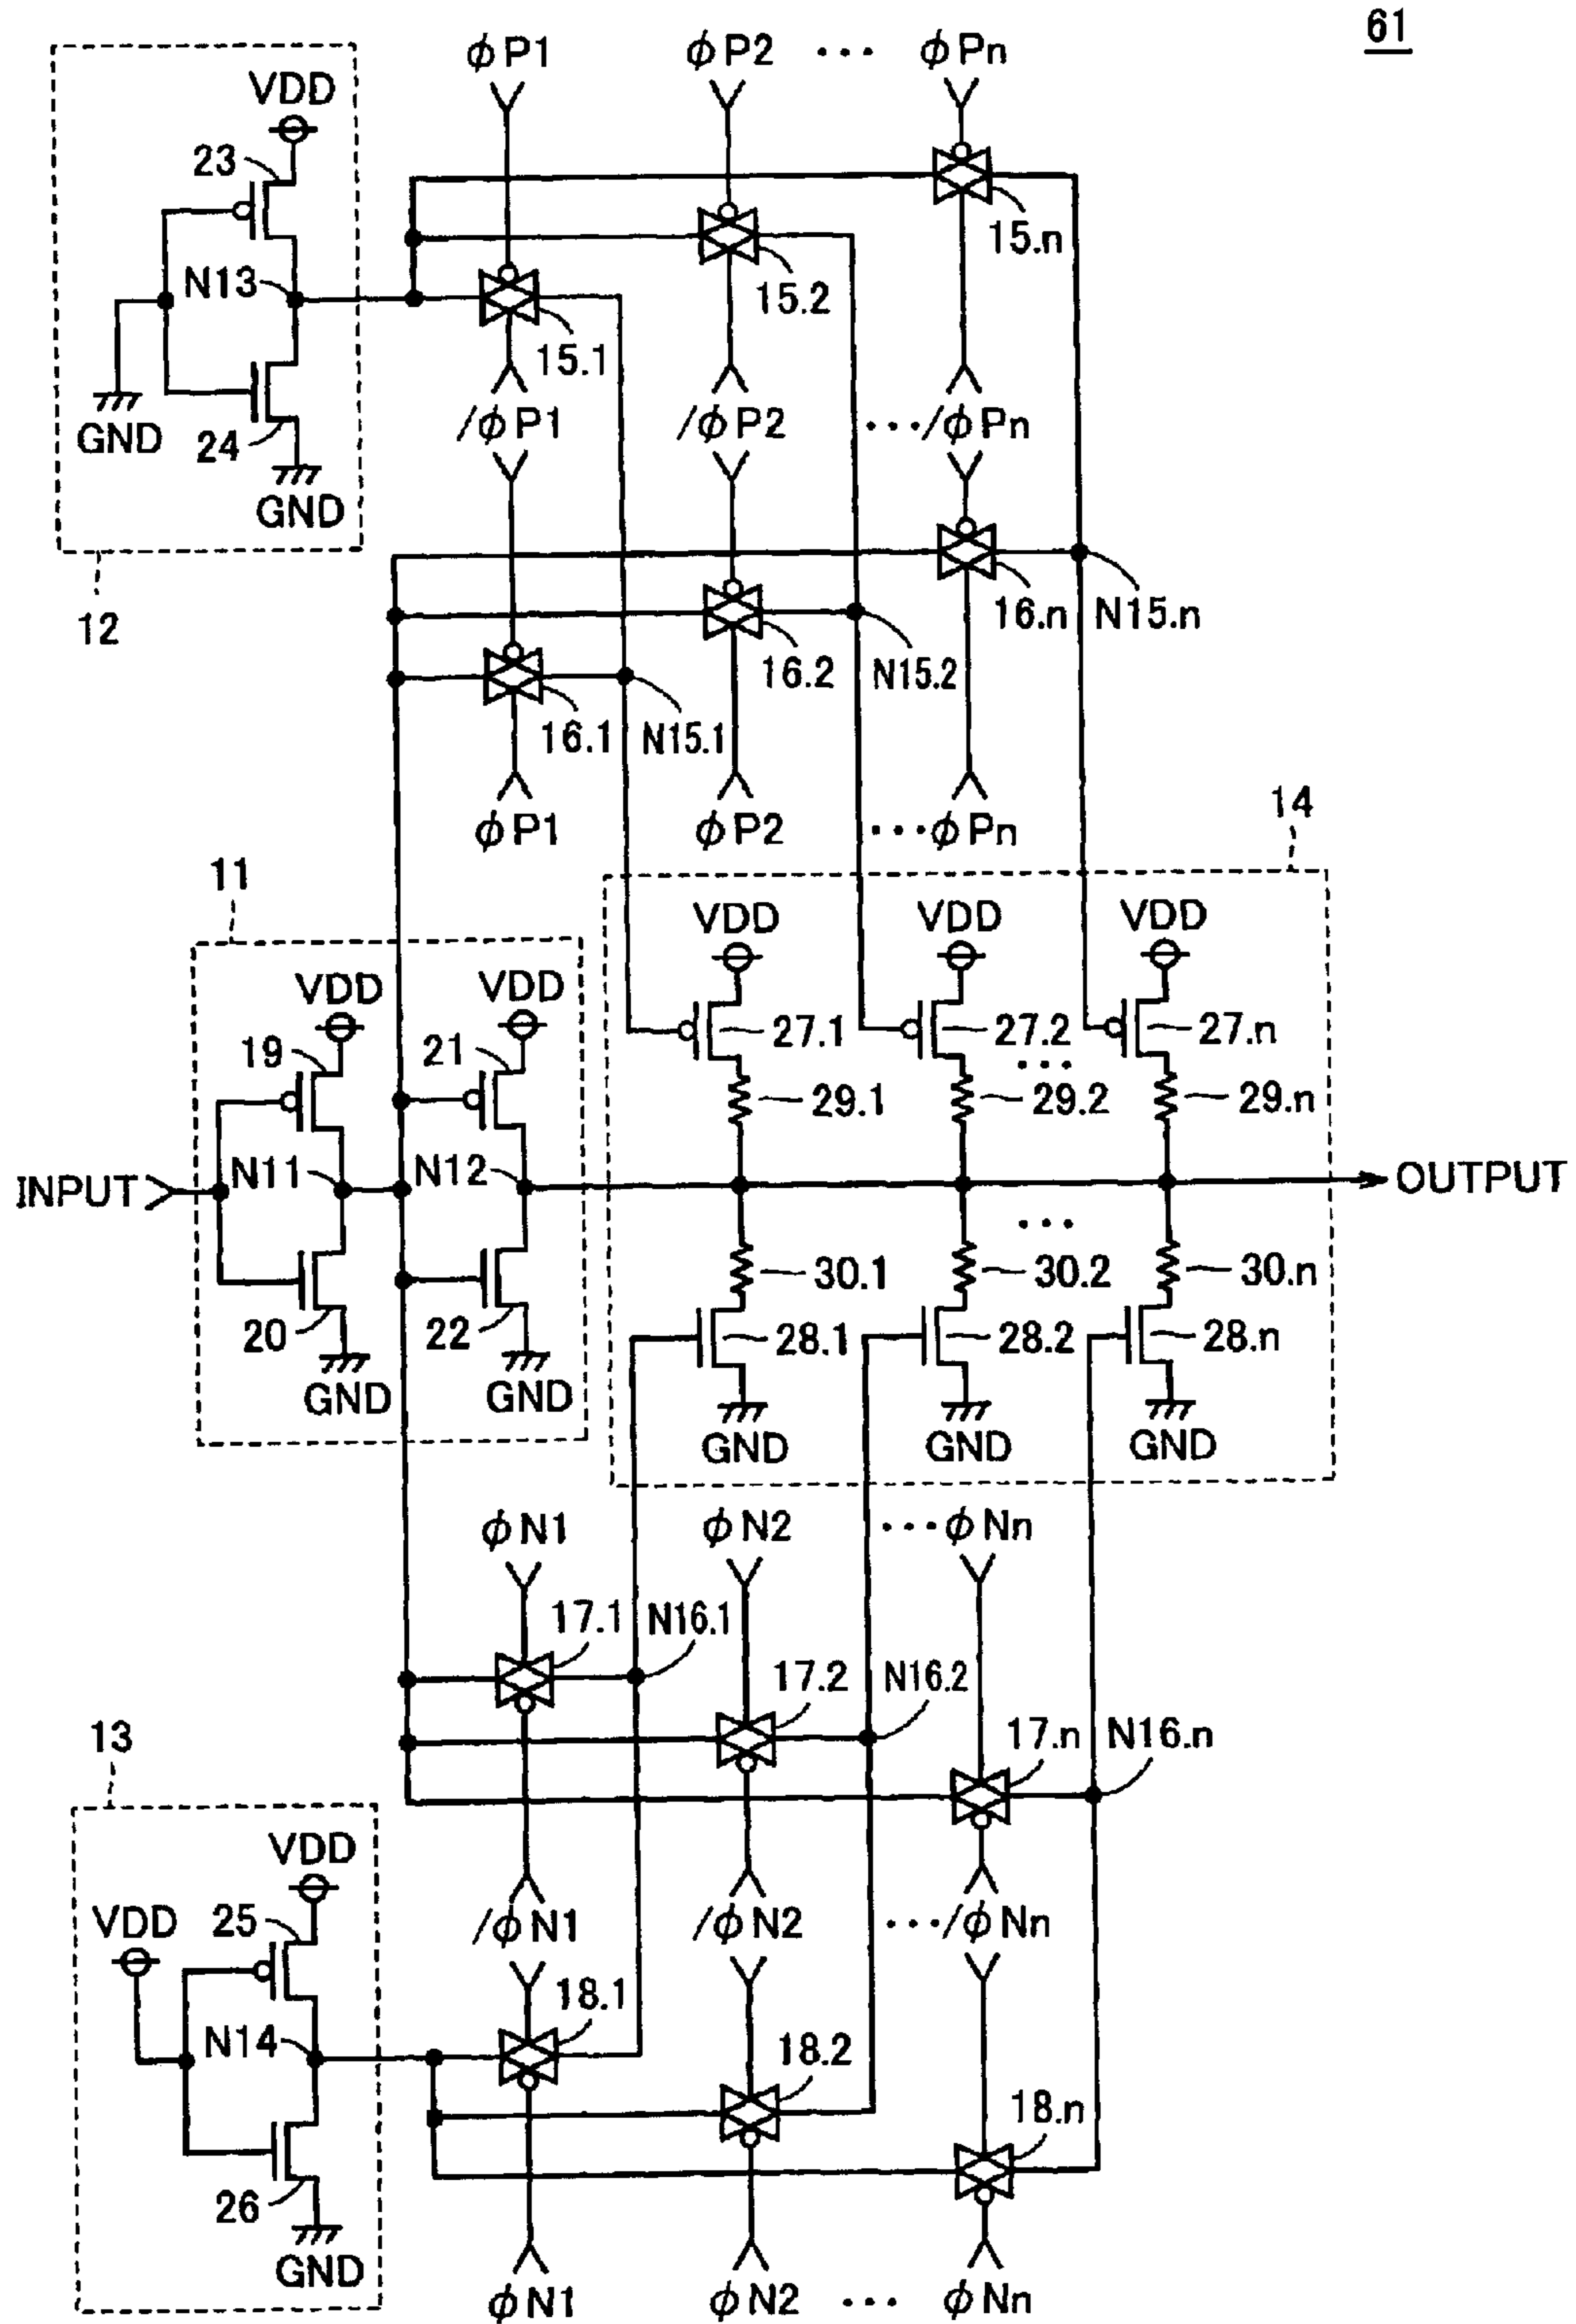 61
φP1 φP2 ··· φPn
VDD
23
15.n
N13
15.2
15.1
GND
24
/φP1 /φP2 ···/φPn
GND
12
16.n N15.n
16.2 N15.2
16.1 N15.1
φP1 φP2 ···φPn
14
11
VDD VDD VDD
VDD VDD
19 21
27.1 27.2 27.n
···
29.1 29.2 29.n
INPUT N11 N12 OUTPUT
···
30.1 30.2 30.n
20 22
28.1 28.2 28.n
GND GND
GND GND GND
φN1 φN2 ···φNn
17.1 N16.1
17.2 N16.2
13
17.n N16.n
VDD
VDD 25
/φN1 /φN2 ···/φNn
18.1
N14
18.2
18.n
26
GND
φN1 φN2 ··· φNn